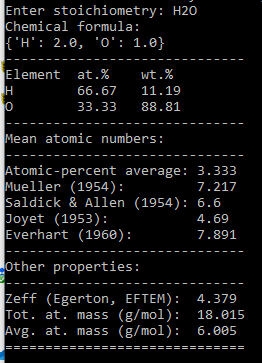 Enter stoichiometry: H2O
Chemical formula:
{'H': 2.0, 'O': 1.0}
------------------------------
Element at.% wt.%
H 66.67 11.19
O 33.33 88.81
------------------------------
Mean atomic numbers:
------------------------------
Atomic-percent average: 3.333
Mueller (1954): 7.217
Saldick & Allen (1954): 6.6
Joyet (1953): 4.69
Everhart (1960): 7.891
------------------------------
Other properties:
------------------------------
Zeff (Egerton, EFTEM): 4.379
Tot. at. mass (g/mol): 18.015
Avg. at. mass (g/mol): 6.005
==============================